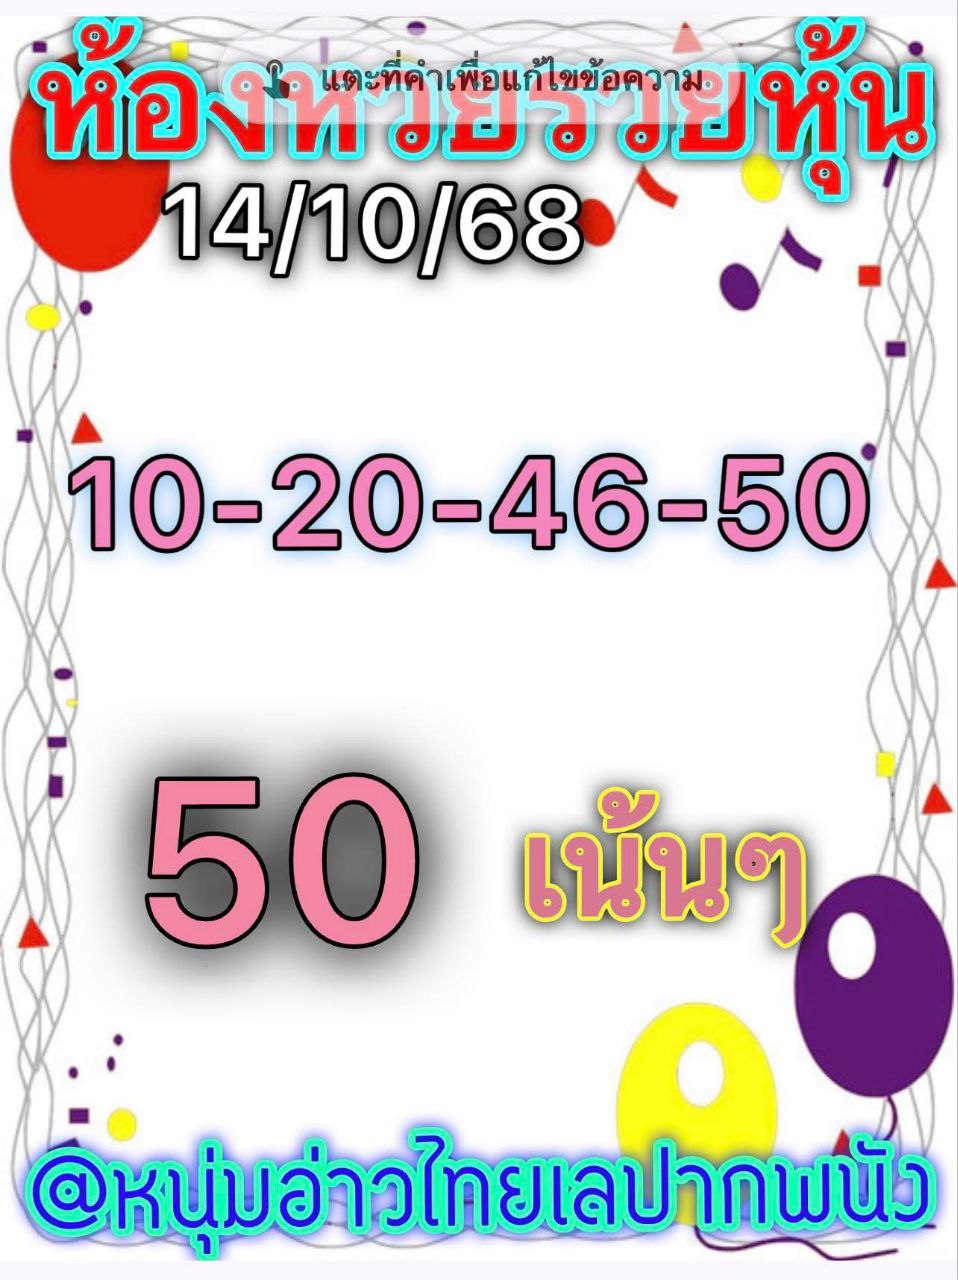 ห้องหวยรวยหุ้น
แตะที่คำเพื่อแก้ไขข้อความ
14/10/68
10-20-46-50
50 เน้นๆ
@หนุ่มอ่าวไทยเลปากพนัง